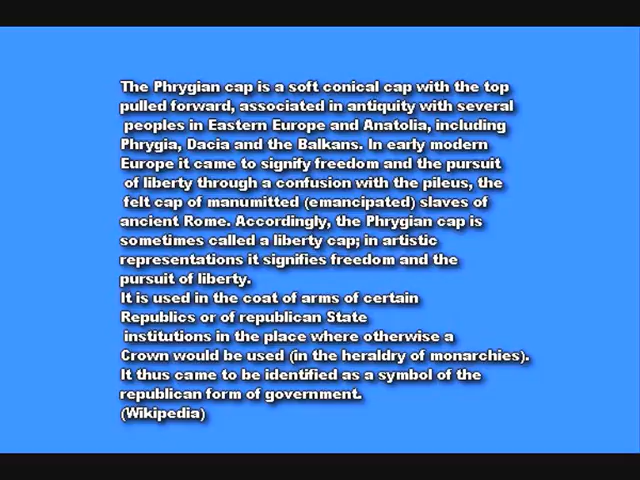 The Phrygian cap is a soft conical cap with the top
pulled forward, associated in antiquity with several
peoples in Eastern Europe and Anatolia, including
Phrygia, Dacia and the Balkans. In early modern
Europe it came to signify freedom and the pursuit
of liberty through a confusion with the pileus, the
felt cap of manumitted (emancipated) slaves of
ancient Rome. Accordingly, the Phrygian cap is
sometimes called a liberty cap; in artistic
representations it signifies freedom and the
pursuit of liberty.
It is used in the coat of arms of certain
Republics or of republican State
institutions in the place where otherwise a
Crown would be used (in the heraldry of monarchies).
It thus came to be identified as a symbol of the
republican form of government.
(Wikipedia)